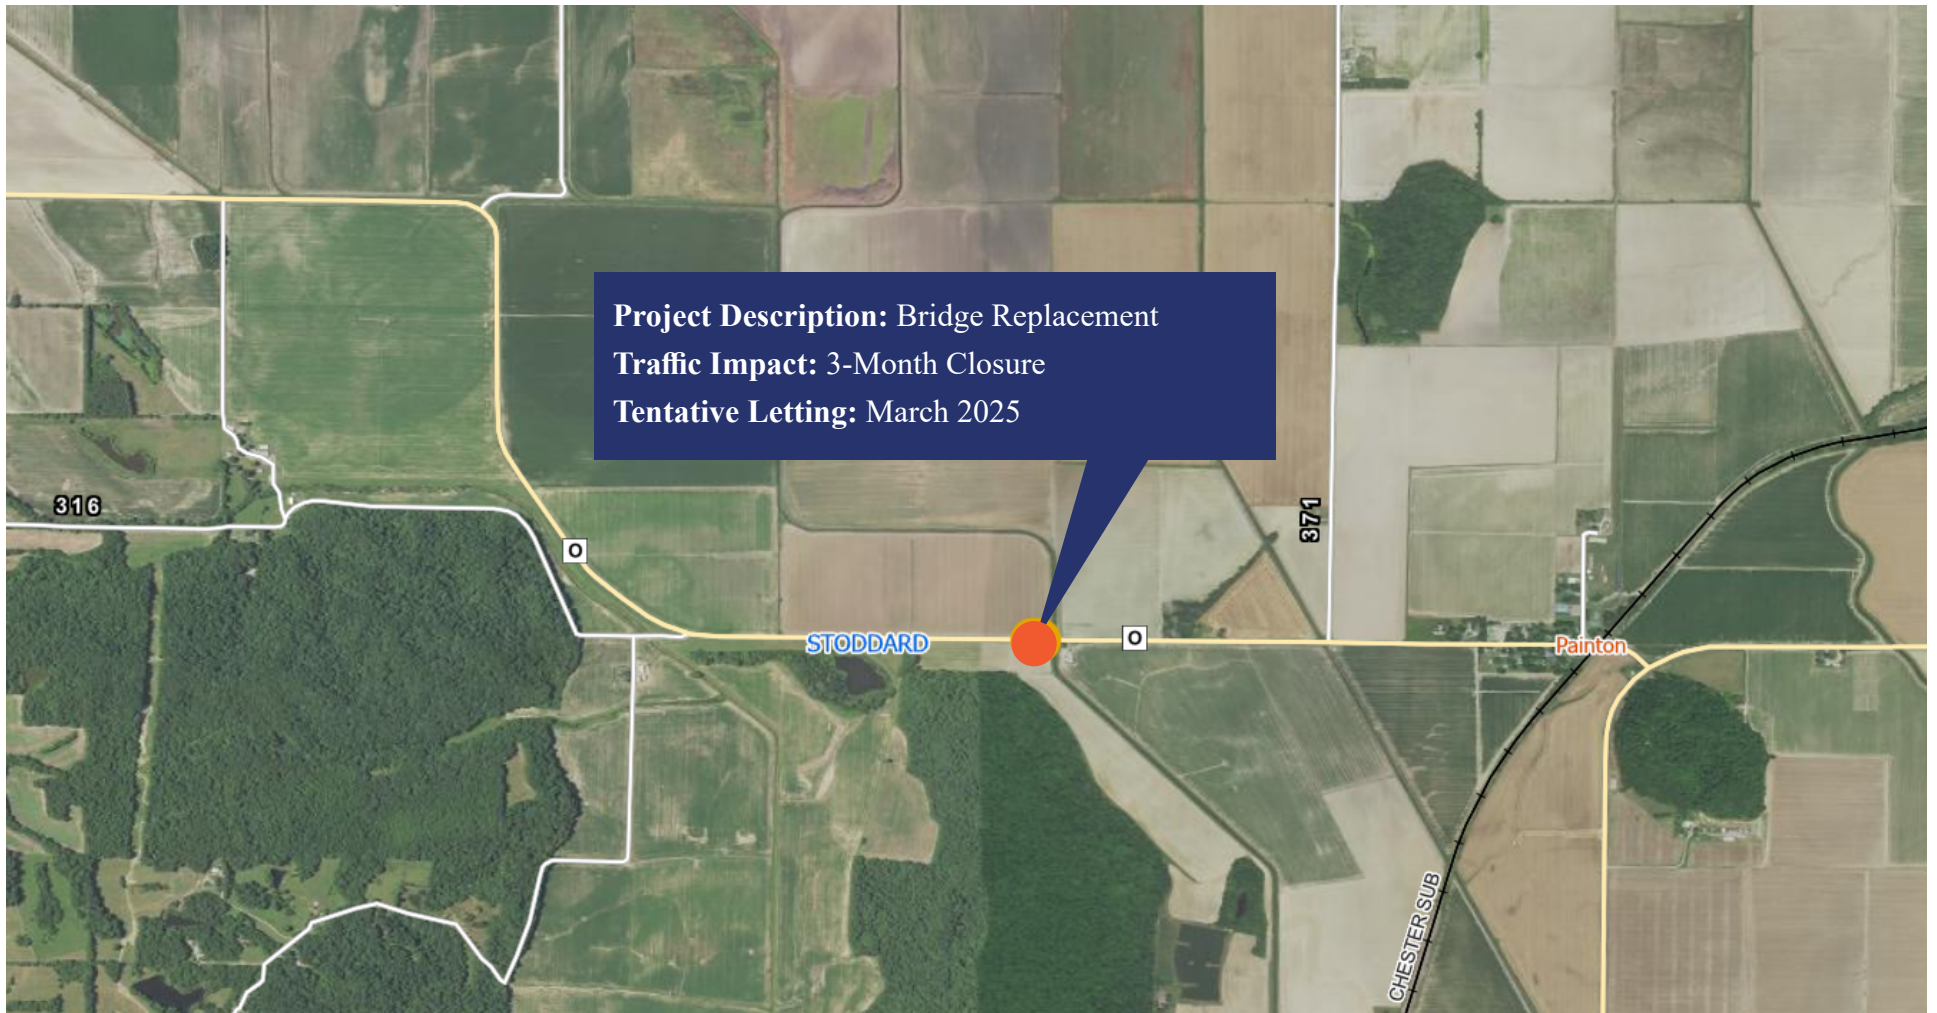 Project Description: Bridge Replacement
Traffic Impact: 3-Month Closure
Tentative Letting: March 2025
316
371
O
STODDARD
O
Painton
CHESTER SUB